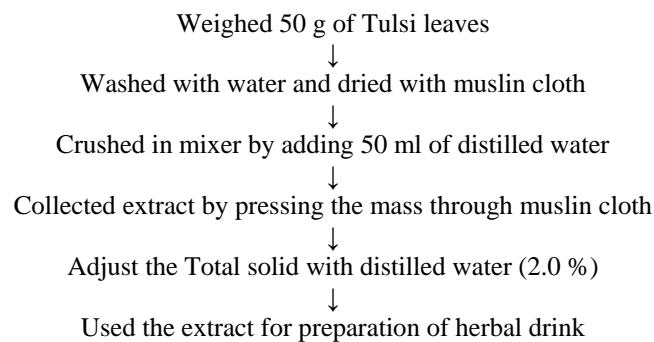 Weighed 50 g of Tulsi leaves
↓
Washed with water and dried with muslin cloth
↓
Crushed in mixer by adding 50 ml of distilled water
↓
Collected extract by pressing the mass through muslin cloth
↓
Adjust the Total solid with distilled water (2.0 %)
↓
Used the extract for preparation of herbal drink